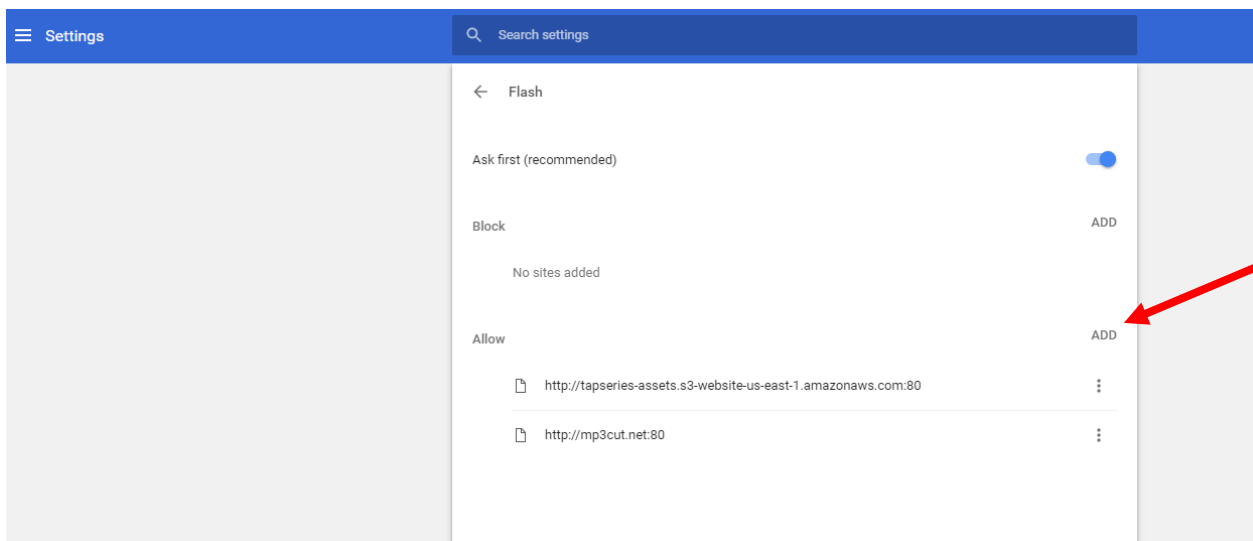 Settings
Search settings
Flash
Ask first (recommended)
Block ADD
No sites added
Allow ADD
http://tapseries-assets.s3-website-us-east-1.amazonaws.com:80
http://mp3cut.net:80